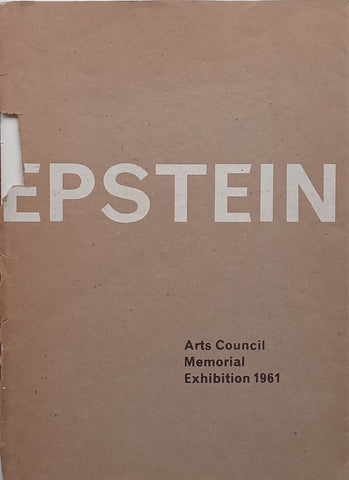 EPSTEIN
Arts Council
Memorial
Exhibition 1961